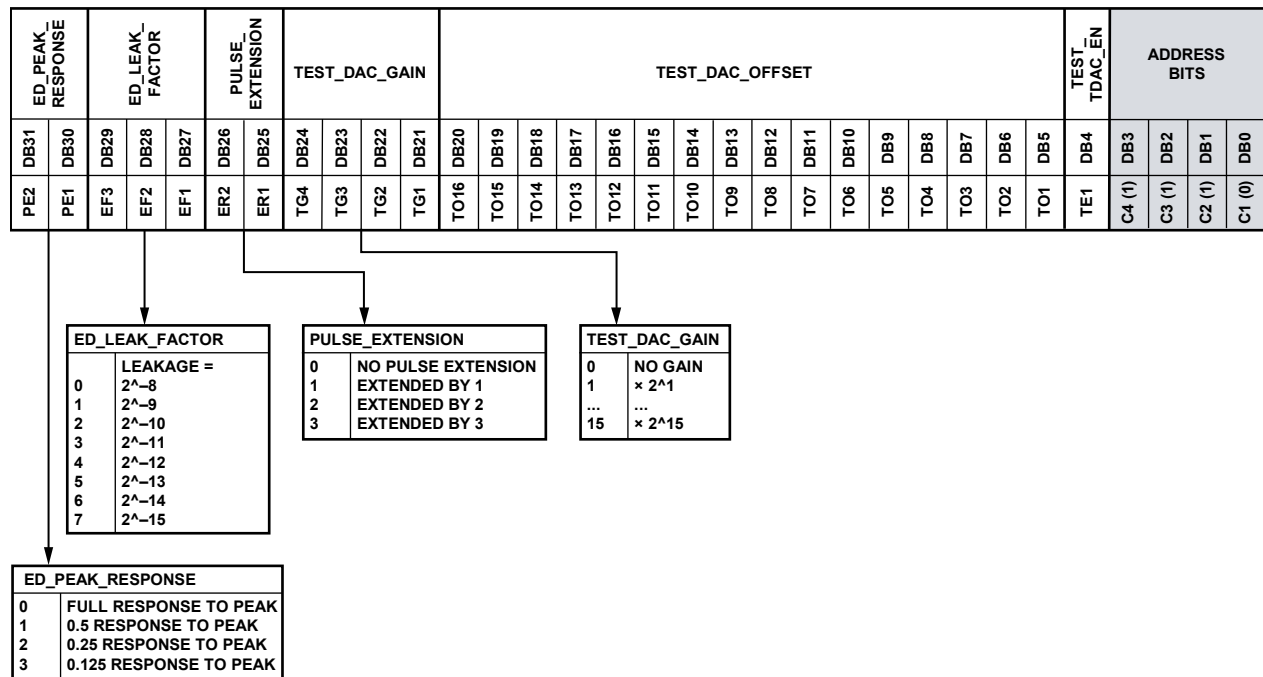 ED_PEAK_
RESPONSE
ED_LEAK_
FACTOR
PULSE_
EXTENSION
TEST_DAC_GAIN
TEST_DAC_OFFSET
TEST_
TDAC_EN
ADDRESS
BITS
DB31 DB30 DB29 DB28 DB27 DB26 DB25 DB24 DB23 DB22 DB21 DB20 DB19 DB18 DB17 DB16 DB15 DB14 DB13 DB12 DB11 DB10 DB9 DB8 DB7 DB6 DB5 DB4 DB3 DB2 DB1 DB0
PE2 PE1 EF3 EF2 EF1 ER2 ER1 TG4 TG3 TG2 TG1 TO16 TO15 TO14 TO13 TO12 TO11 TO10 TO9 TO8 TO7 TO6 TO5 TO4 TO3 TO2 TO1 TE1 C4 (1) C3 (1) C2 (1) C1 (0)
ED_LEAK_FACTOR
LEAKAGE =
0 2^–8
1 2^–9
2 2^–10
3 2^–11
4 2^–12
5 2^–13
6 2^–14
7 2^–15
PULSE_EXTENSION
0 NO PULSE EXTENSION
1 EXTENDED BY 1
2 EXTENDED BY 2
3 EXTENDED BY 3
TEST_DAC_GAIN
0 NO GAIN
1 × 2^1
... ...
15 × 2^15
ED_PEAK_RESPONSE
0 FULL RESPONSE TO PEAK
1 0.5 RESPONSE TO PEAK
2 0.25 RESPONSE TO PEAK
3 0.125 RESPONSE TO PEAK